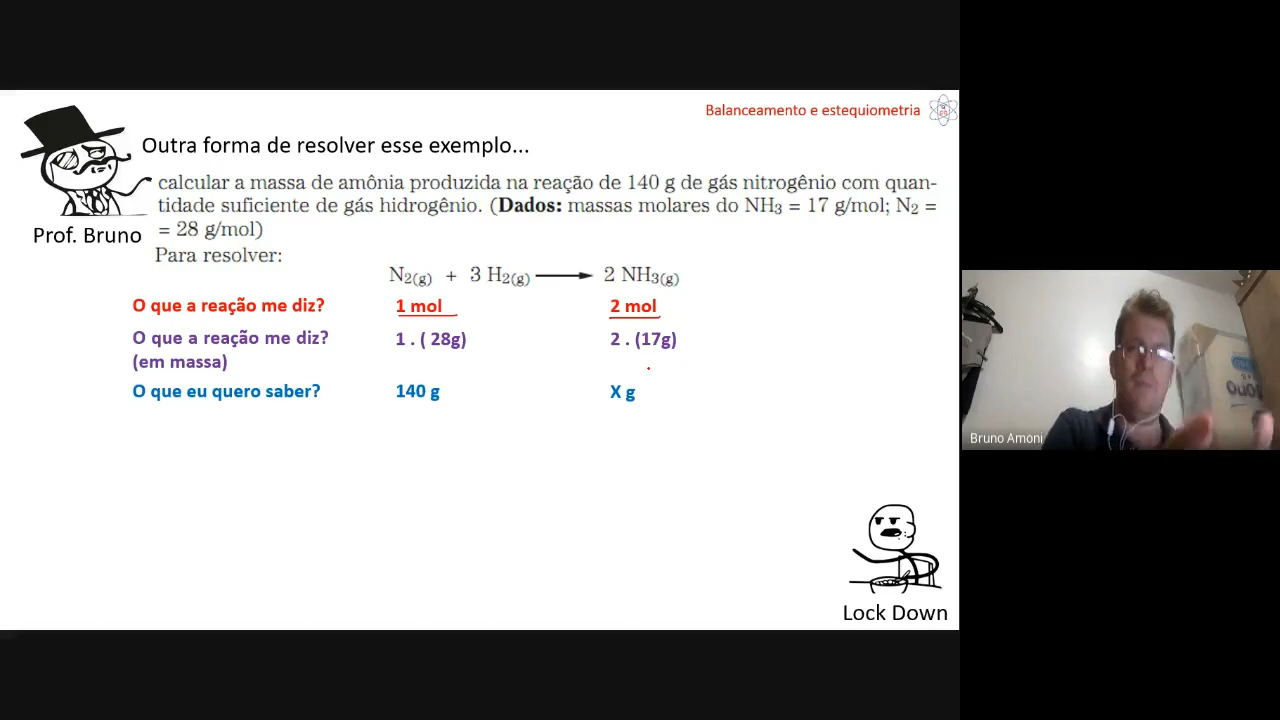 Balanceamento e estequiometria
Outra forma de resolver esse exemplo...
calcular a massa de amônia produzida na reação de 140 g de gás nitrogênio com quan-
tidade suficiente de gás hidrogênio. (Dados: massas molares do NH3 = 17 g/mol; N2 =
= 28 g/mol)
Prof. Bruno
Para resolver:
N2(g) + 3 H2(g) → 2 NH3(g)
O que a reação me diz? 1 mol 2 mol
O que a reação me diz? 1 . ( 28g) 2 . (17g)
(em massa)
O que eu quero saber? 140 g X g
Bruno Amoni
Lock Down